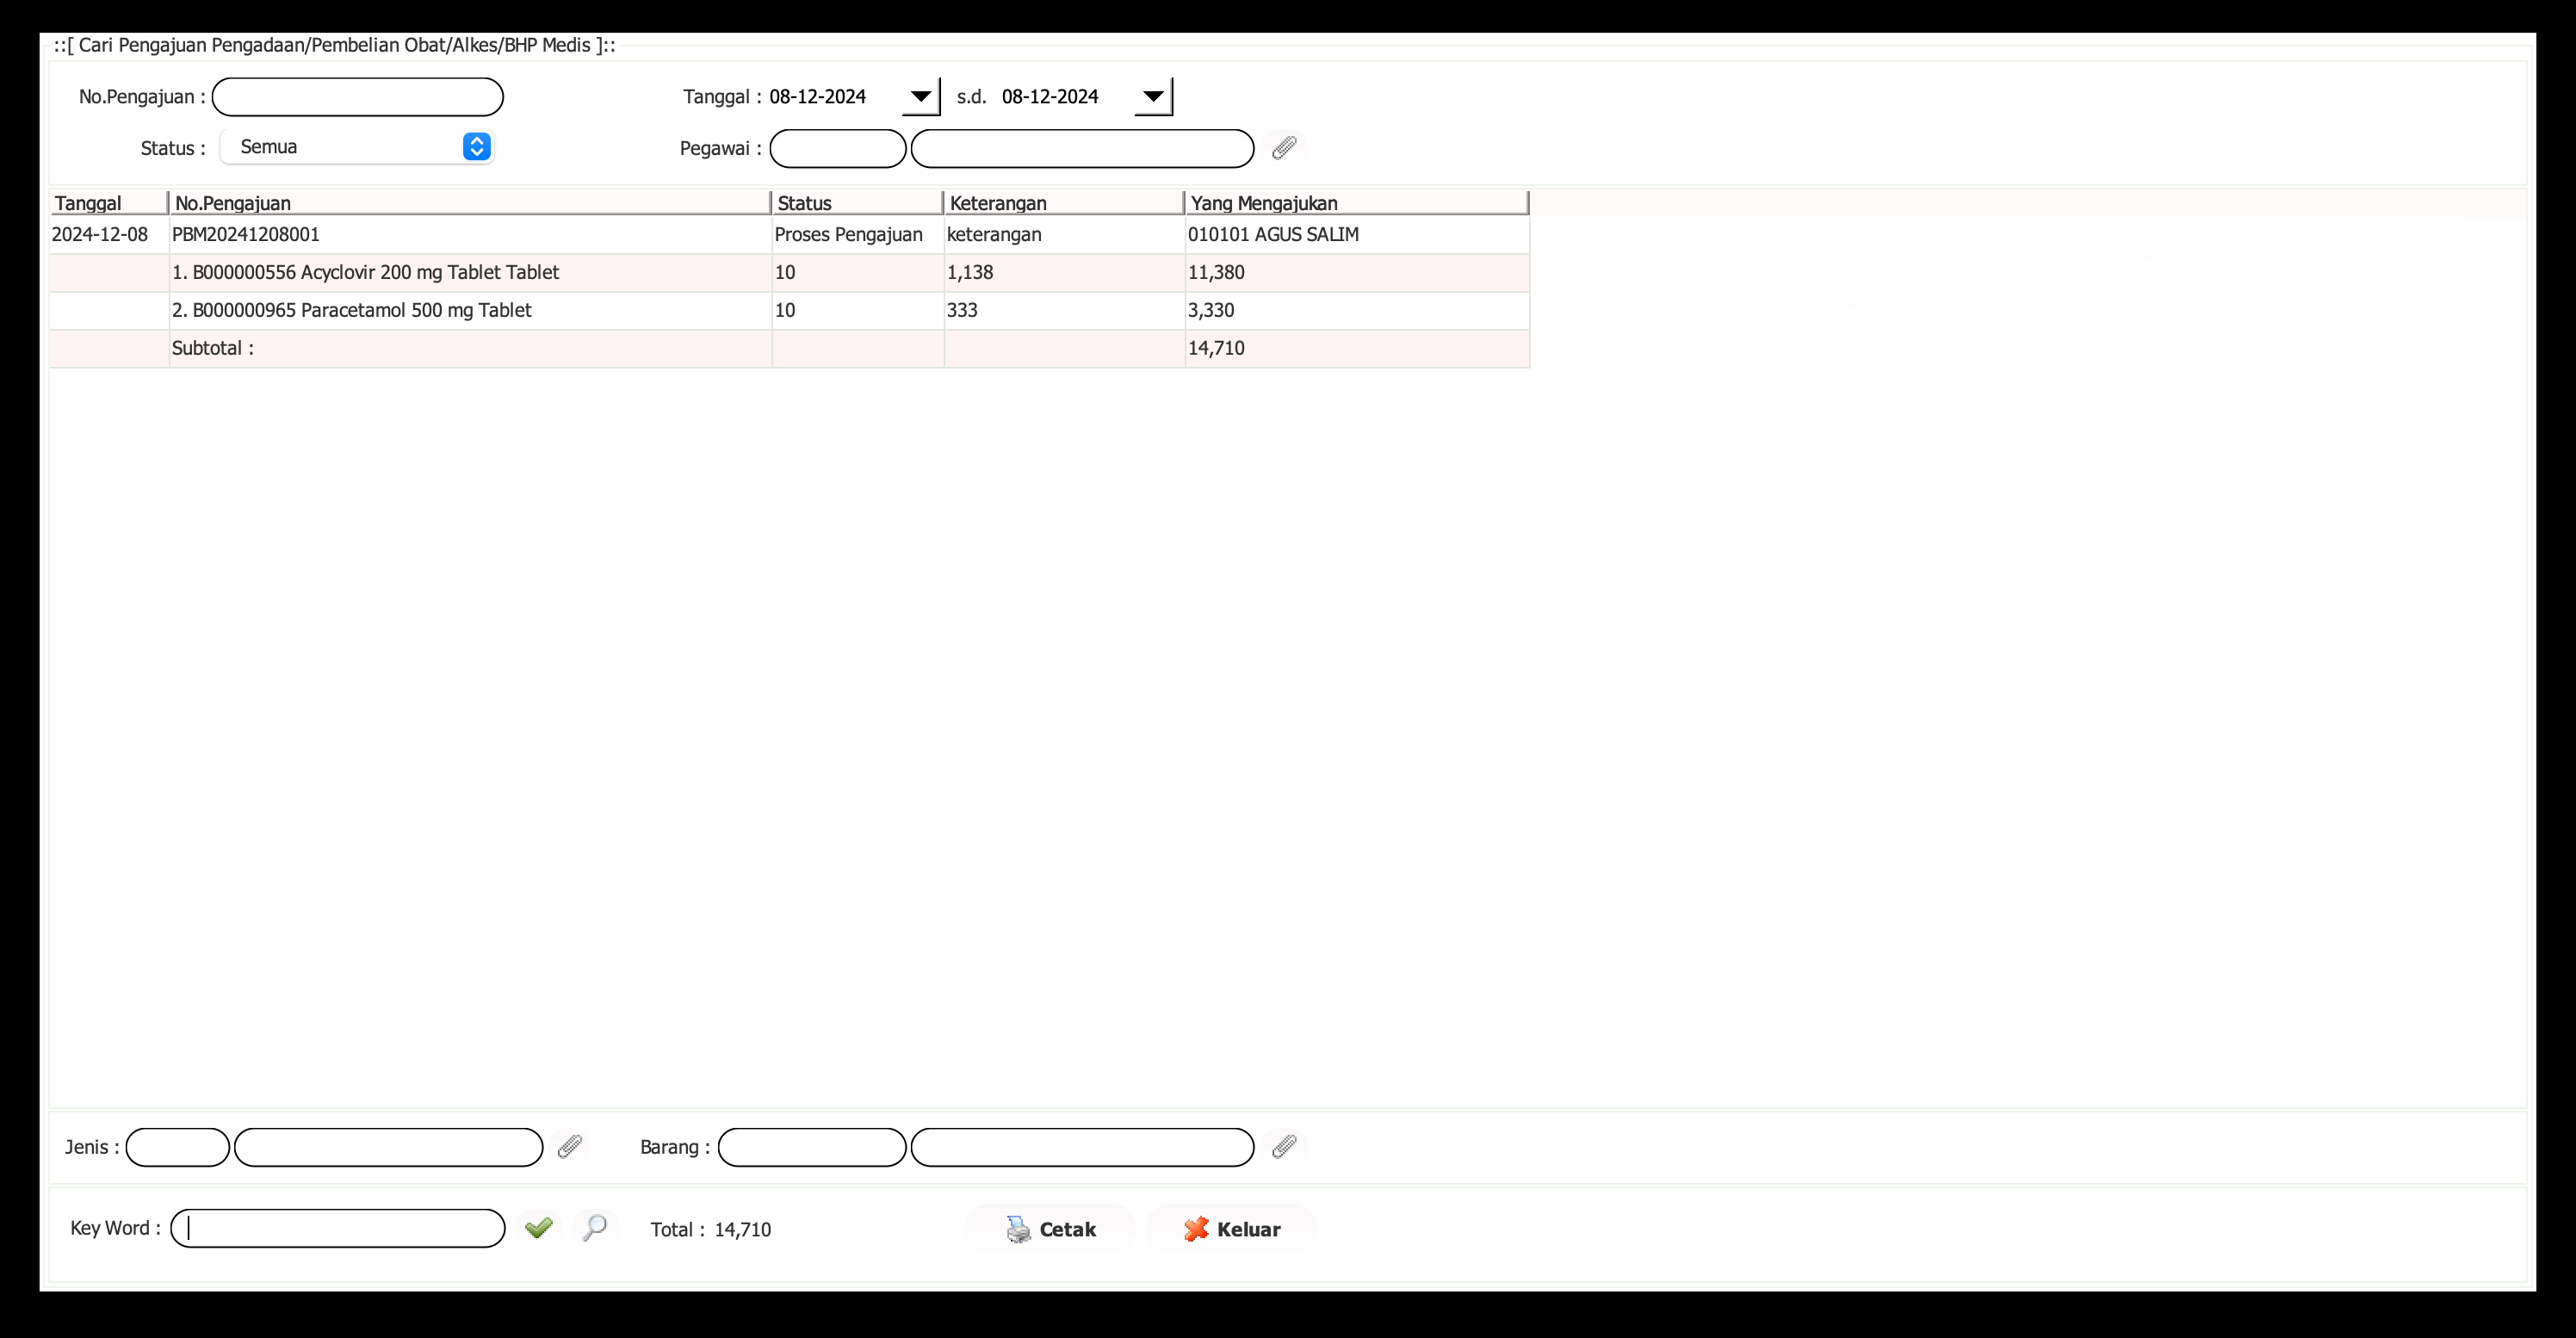 ::[ Cari Pengajuan Pengadaan/Pembelian Obat/Alkes/BHP Medis ]::
No.Pengajuan : Tanggal : 08-12-2024 s.d. 08-12-2024
Status : Semua Pegawai :
Tanggal No.Pengajuan Status Keterangan Yang Mengajukan
2024-12-08 PBM20241208001 Proses Pengajuan keterangan 010101 AGUS SALIM
1. B000000556 Acyclovir 200 mg Tablet Tablet 10 1,138 11,380
2. B000000965 Paracetamol 500 mg Tablet 10 333 3,330
Subtotal : 14,710
Jenis : Barang :
Key Word : Total : 14,710 Cetak Keluar